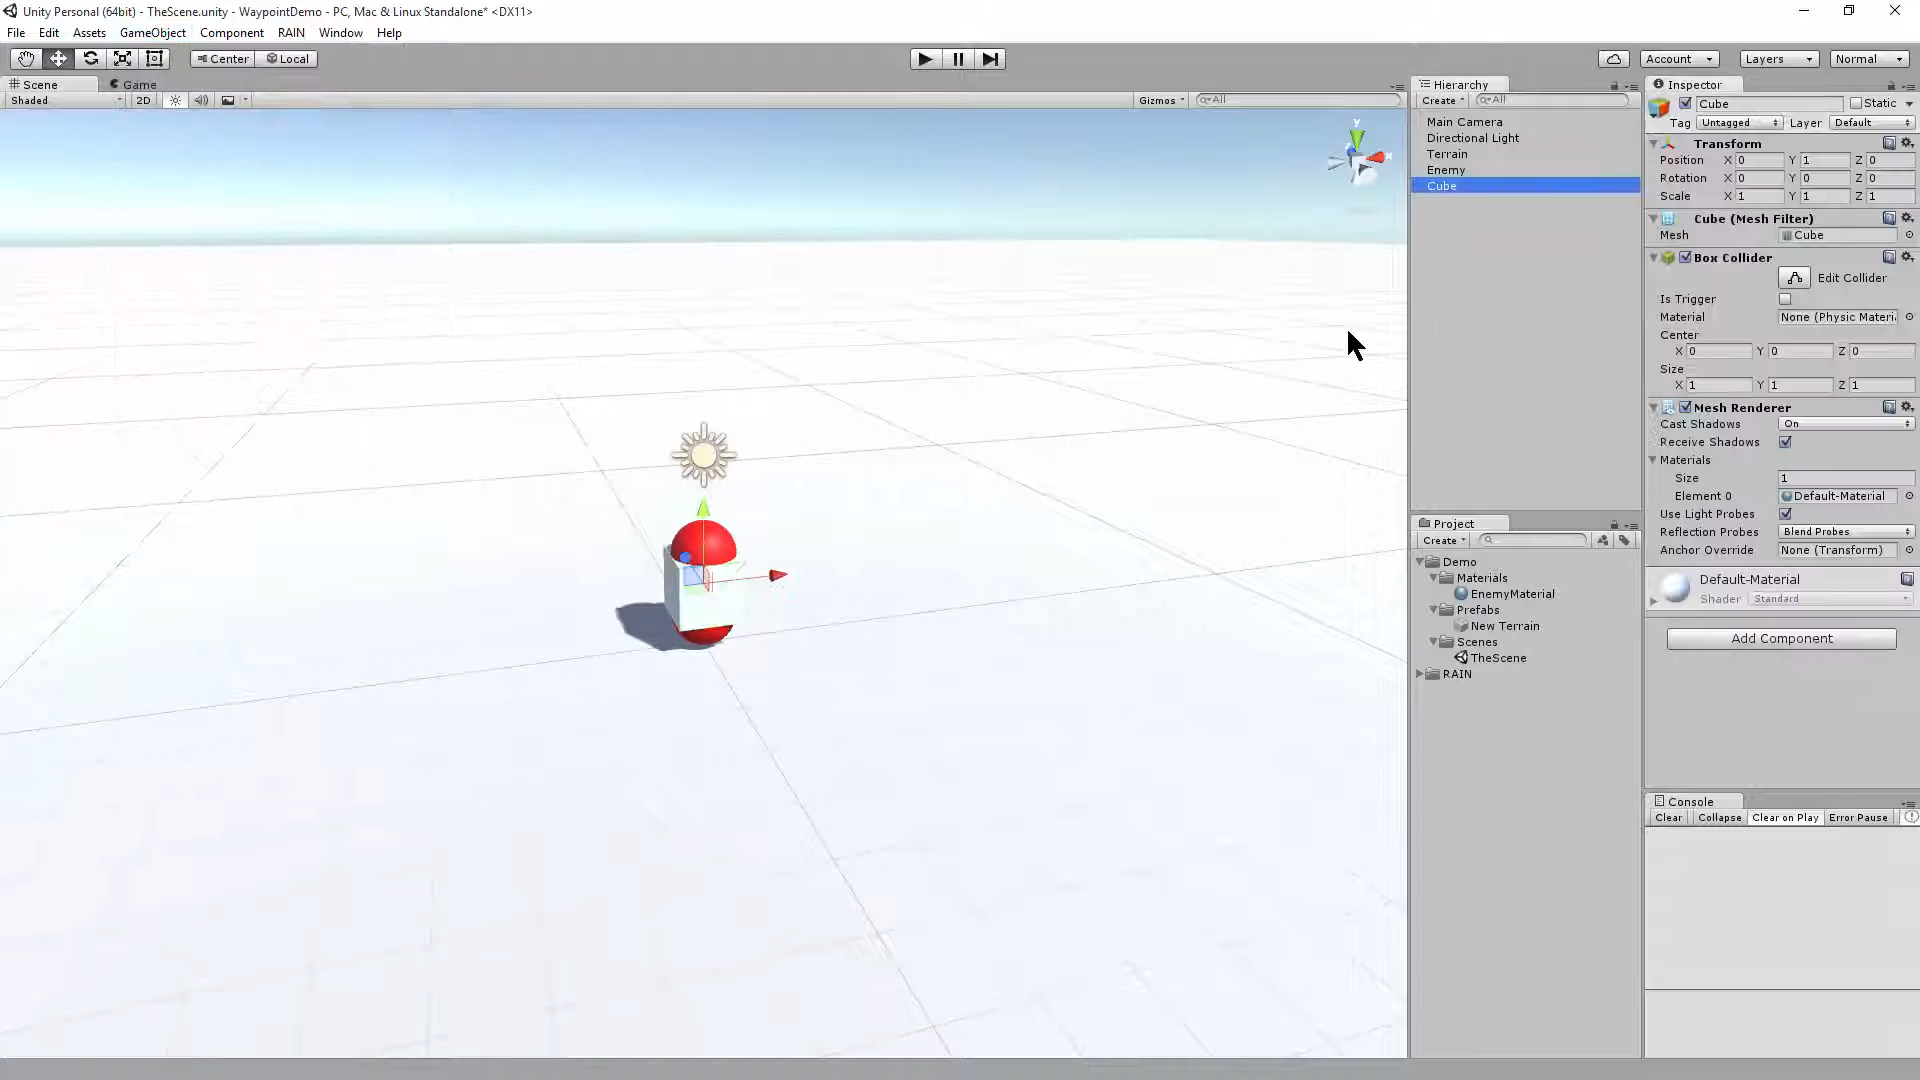 Unity Personal (64bit) - TheScene.unity - WaypointDemo - PC, Mac & Linux Standalone* <DX11>
File Edit Assets GameObject Component RAIN Window Help
Center Local Account Layers Normal
Scene Game
Shaded 2D Gizmos All
y
x
Hierarchy
Create All
Main Camera
Directional Light
Terrain
Enemy
Cube
Project
Create
Demo
Materials
EnemyMaterial
Prefabs
New Terrain
Scenes
TheScene
RAIN
Inspector
Cube Static
Tag Untagged Layer Default
Transform
Position X 0 Y 1 Z 0
Rotation X 0 Y 0 Z 0
Scale X 1 Y 1 Z 1
Cube (Mesh Filter)
Mesh Cube
Box Collider
Edit Collider
Is Trigger
Material None (Physic Materi
Center
X 0 Y 0 Z 0
Size
X 1 Y 1 Z 1
Mesh Renderer
Cast Shadows On
Receive Shadows
Materials
Size 1
Element 0 Default-Material
Use Light Probes
Reflection Probes Blend Probes
Anchor Override None (Transform)
Default-Material
Shader Standard
Add Component
Console
Clear Collapse Clear on Play Error Pause